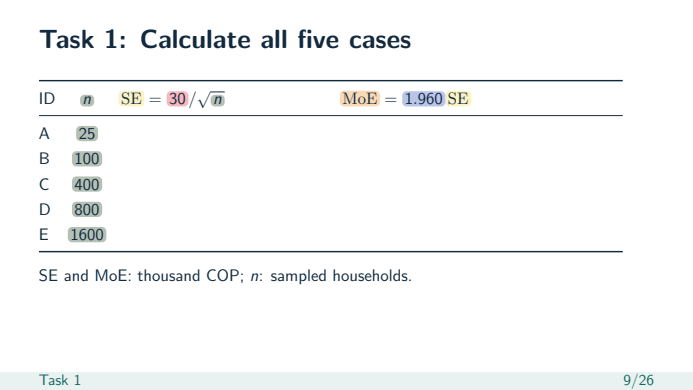 Task 1: Calculate all five cases
ID n SE = 30/√n MoE = 1.960 SE
A 25
B 100
C 400
D 800
E 1600
SE and MoE: thousand COP; n: sampled households.
Task 1 9/26